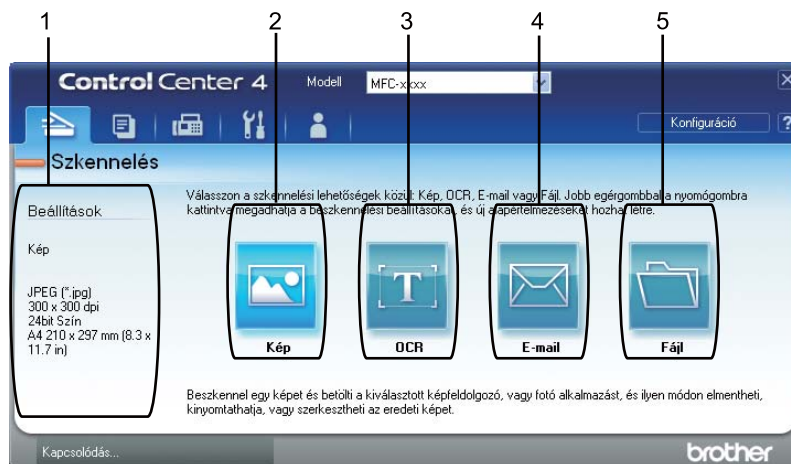 1 2 3 4 5
Control Center 4 Modell MFC-xxxx X
Konfiguráció ?
Szkennelés
Beállítások
Kép
JPEG (*.jpg)
300 x 300 dpi
24bit Szín
A4 210 x 297 mm (8.3 x
11.7 in)
Válasszon a szkennelési lehetőségek közül: Kép, OCR, E-mail vagy Fájl. Jobb egérgombbal a nyomógombra
kattintva megadhatja a beszkennelési beállításokat, és új alapértelmezéseket hozhat létre.
T
Kép OCR E-mail Fájl
Beszkennel egy képet és betölti a kiválasztott képfeldolgozó, vagy fotó alkalmazást, és ilyen módon elmentheti,
kinyomtathatja, vagy szerkesztheti az eredeti képet.
Kapcsolódás... brother